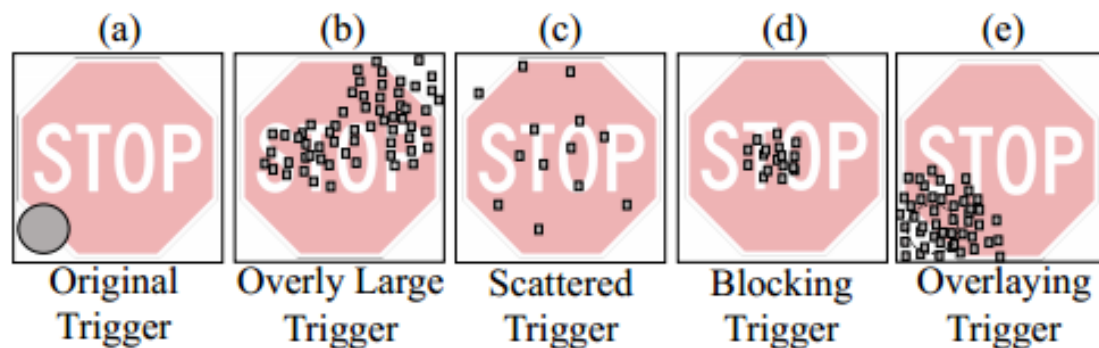 (a) (b) (c) (d) (e)
STOP STOP STOP STOP STOP
Original Overly Large Scattered Blocking Overlaying
Trigger Trigger Trigger Trigger Trigger